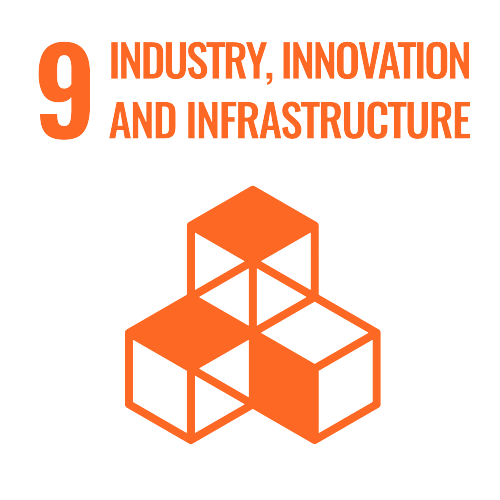 9 INDUSTRY, INNOVATION
AND INFRASTRUCTURE